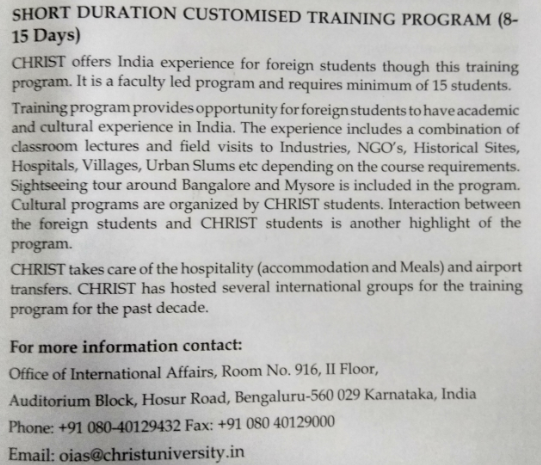 SHORT DURATION CUSTOMISED TRAINING PROGRAM (8-
15 Days)
CHRIST offers India experience for foreign students though this training
program. It is a faculty led program and requires minimum of 15 students.
Training program provides opportunity for foreign students to have academic
and cultural experience in India. The experience includes a combination of
classroom lectures and field visits to Industries, NGO's, Historical Sites,
Hospitals, Villages, Urban Slums etc depending on the course requirements.
Sightseeing tour around Bangalore and Mysore is included in the program.
Cultural programs are organized by CHRIST students. Interaction between
the foreign students and CHRIST students is another highlight of the
program.
CHRIST takes care of the hospitality (accommodation and Meals) and airport
transfers. CHRIST has hosted several international groups for the training
program for the past decade.
For more information contact:
Office of International Affairs, Room No. 916, II Floor,
Auditorium Block, Hosur Road, Bengaluru-560 029 Karnataka, India
Phone: +91 080-40129432 Fax: +91 080 40129000
Email: oias@christuniversity.in